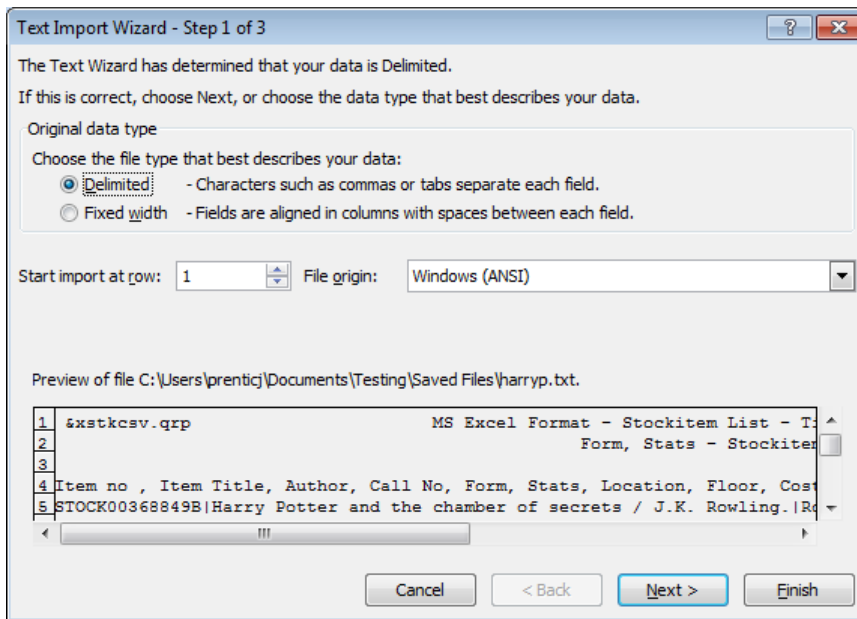 Text Import Wizard - Step 1 of 3
The Text Wizard has determined that your data is Delimited.
If this is correct, choose Next, or choose the data type that best describes your data.
Original data type
Choose the file type that best describes your data:
Delimited - Characters such as commas or tabs separate each field.
Fixed width - Fields are aligned in columns with spaces between each field.
Start import at row: 1 File origin: Windows (ANSI)
Preview of file C:\Users\prenticj\Documents\Testing\Saved Files\harryp.txt.
1 &xstkcsv.qrp MS Excel Format - Stockitem List - Ti
2 Form, Stats - Stockiter
3
4 Item no , Item Title, Author, Call No, Form, Stats, Location, Floor, Cost
5 STOCK00368849B|Harry Potter and the chamber of secrets / J.K. Rowling.|Ro
Cancel < Back Next > Finish